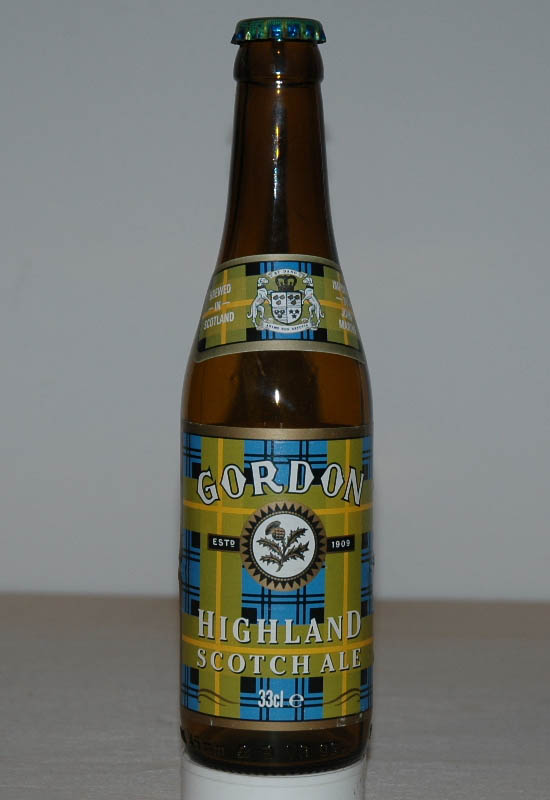 BREWED
IN
SCOTLAND
GORDON
ESTD 1909
HIGHLAND
SCOTCH ALE
33cl e